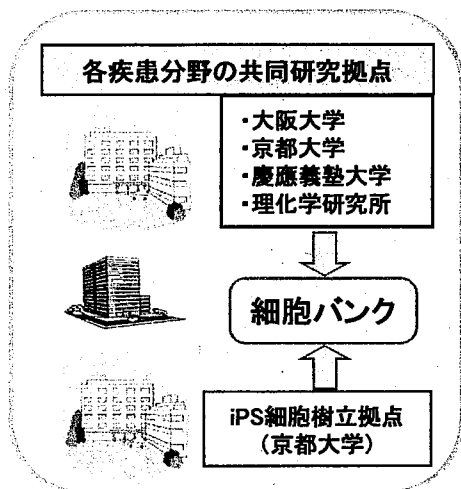 各疾患分野の共同研究拠点
・大阪大学
・京都大学
・慶應義塾大学
・理化学研究所
細胞バンク
iPS細胞樹立拠点
(京都大学)